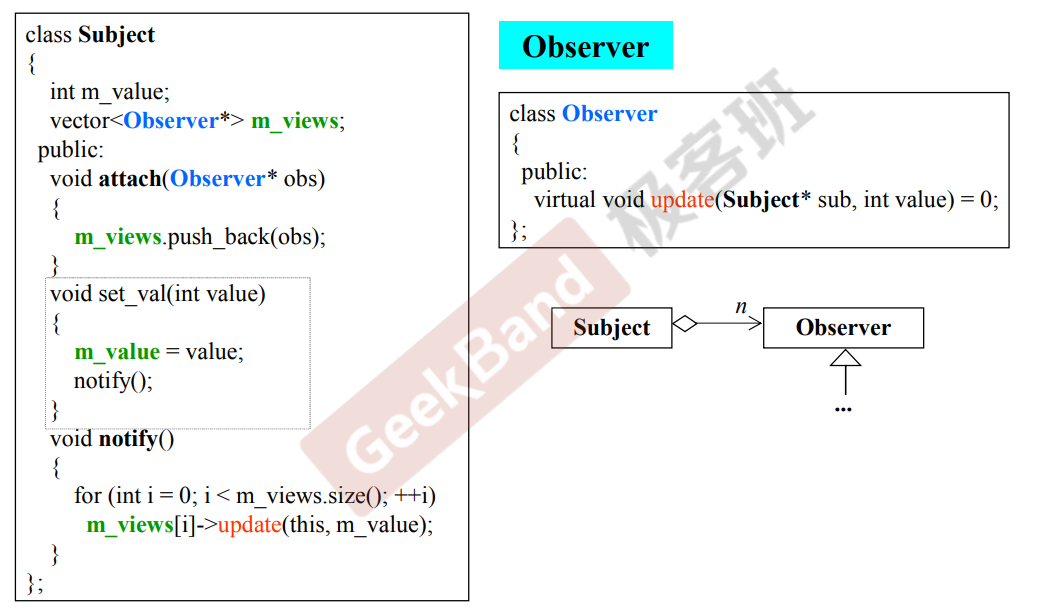 class Subject
{
int m_value;
vector<Observer*> m_views;
public:
void attach(Observer* obs)
{
m_views.push_back(obs);
}
void set_val(int value)
{
m_value = value;
notify();
}
void notify()
{
for (int i = 0; i < m_views.size(); ++i)
m_views[i]->update(this, m_value);
}
};
Observer
class Observer
{
public:
virtual void update(Subject* sub, int value) = 0;
};
Subject
n
Observer
...
GeekBand 极客班